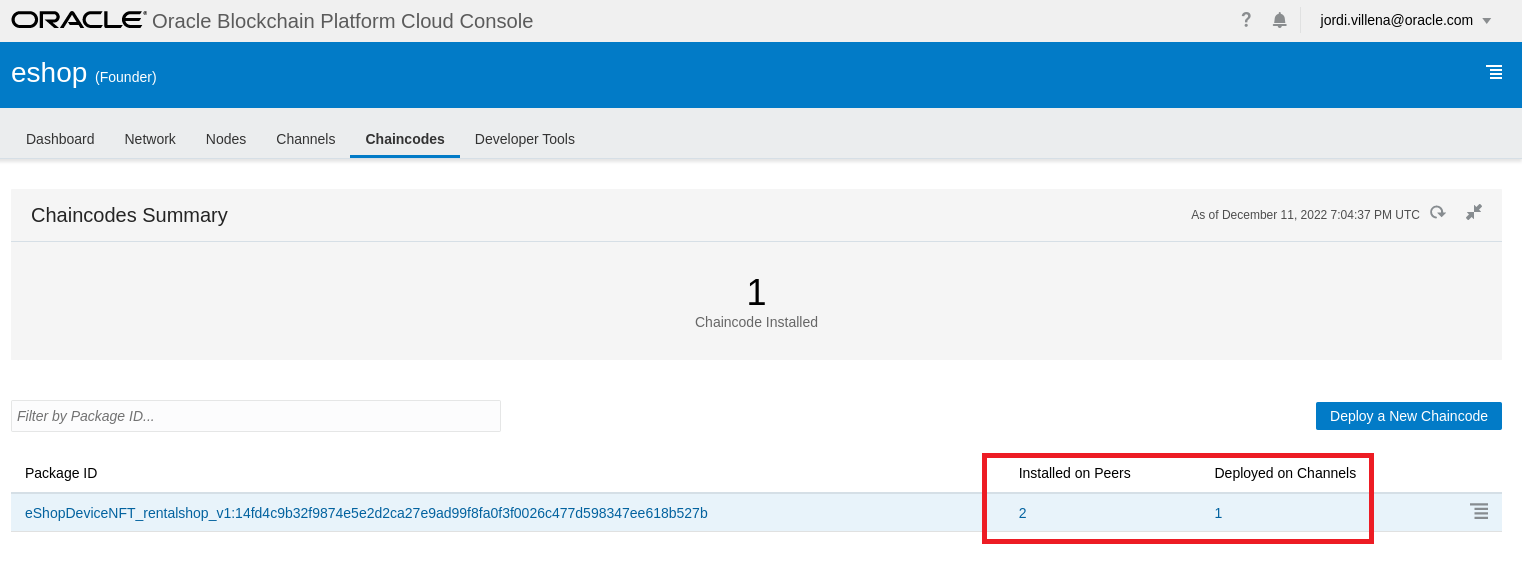 ORACLE® Oracle Blockchain Platform Cloud Console ? jordi.villena@oracle.com
eshop (Founder)
Dashboard Network Nodes Channels Chaincodes Developer Tools
Chaincodes Summary As of December 11, 2022 7:04:37 PM UTC
1
Chaincode Installed
Filter by Package ID... Deploy a New Chaincode
Package ID Installed on Peers Deployed on Channels
eShopDeviceNFT_rentalshop_v1:14fd4c9b32f9874e5e2d2ca27e9ad99f8fa0f3f0026c477d598347ee618b527b 2 1